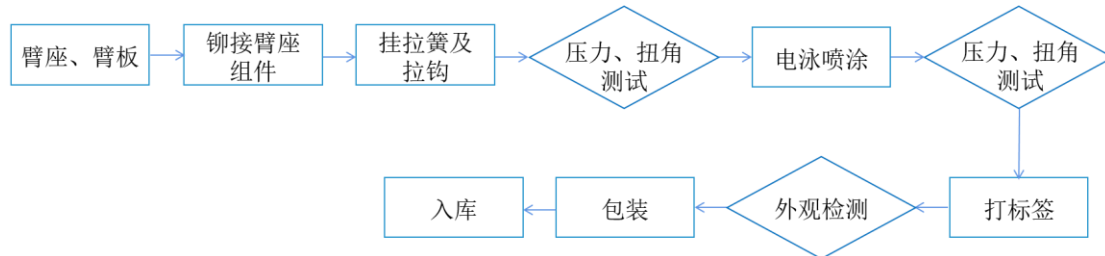 臂座、臂板
铆接臂座
组件
挂拉簧及
拉钩
压力、扭角
测试
电泳喷涂
压力、扭角
测试
打标签
外观检测
包装
入库